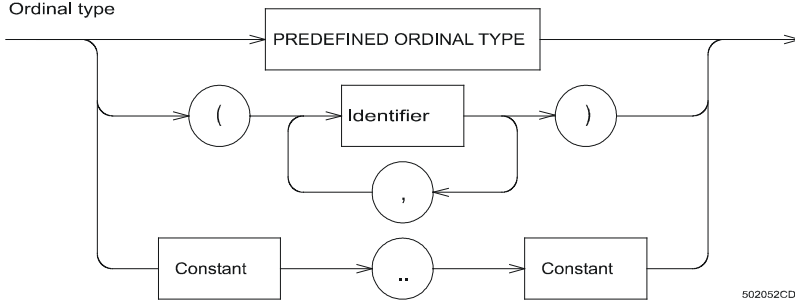 Ordinal type
PREDEFINED ORDINAL TYPE
( Identifier )
,
Constant .. Constant
502052CD